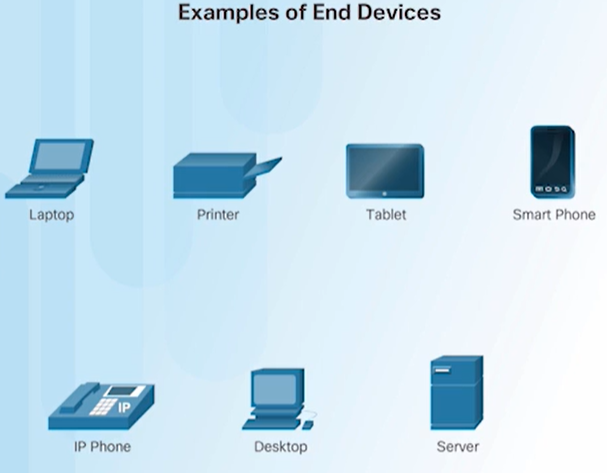 Examples of End Devices
Laptop
Printer
Tablet
Smart Phone
IP
IP Phone
Desktop
Server